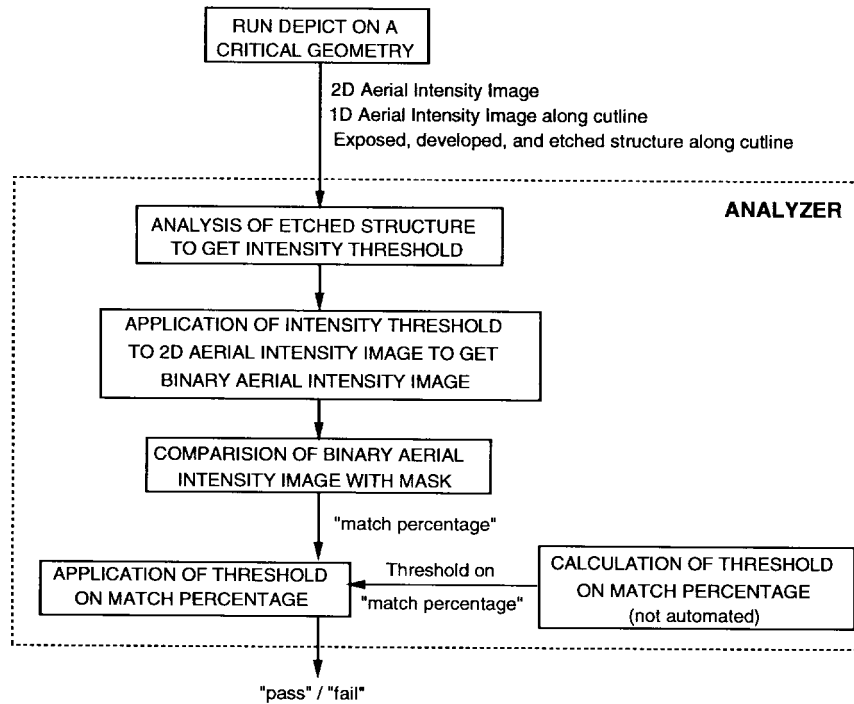 RUN DEPICT ON A
CRITICAL GEOMETRY
2D Aerial Intensity Image
1D Aerial Intensity Image along cutline
Exposed, developed, and etched structure along cutline
ANALYZER
ANALYSIS OF ETCHED STRUCTURE
TO GET INTENSITY THRESHOLD
APPLICATION OF INTENSITY THRESHOLD
TO 2D AERIAL INTENSITY IMAGE TO GET
BINARY AERIAL INTENSITY IMAGE
COMPARISION OF BINARY AERIAL
INTENSITY IMAGE WITH MASK
"match percentage"
APPLICATION OF THRESHOLD
ON MATCH PERCENTAGE
Threshold on
"match percentage"
CALCULATION OF THRESHOLD
ON MATCH PERCENTAGE
(not automated)
"pass" / "fail"